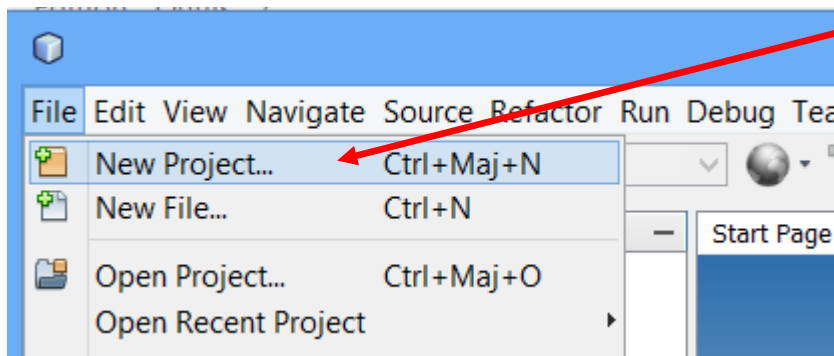 File Edit View Navigate Source Refactor Run Debug
New Project... Ctrl+Maj+N
New File... Ctrl+N
Start Page
Open Project... Ctrl+Maj+O
Open Recent Project